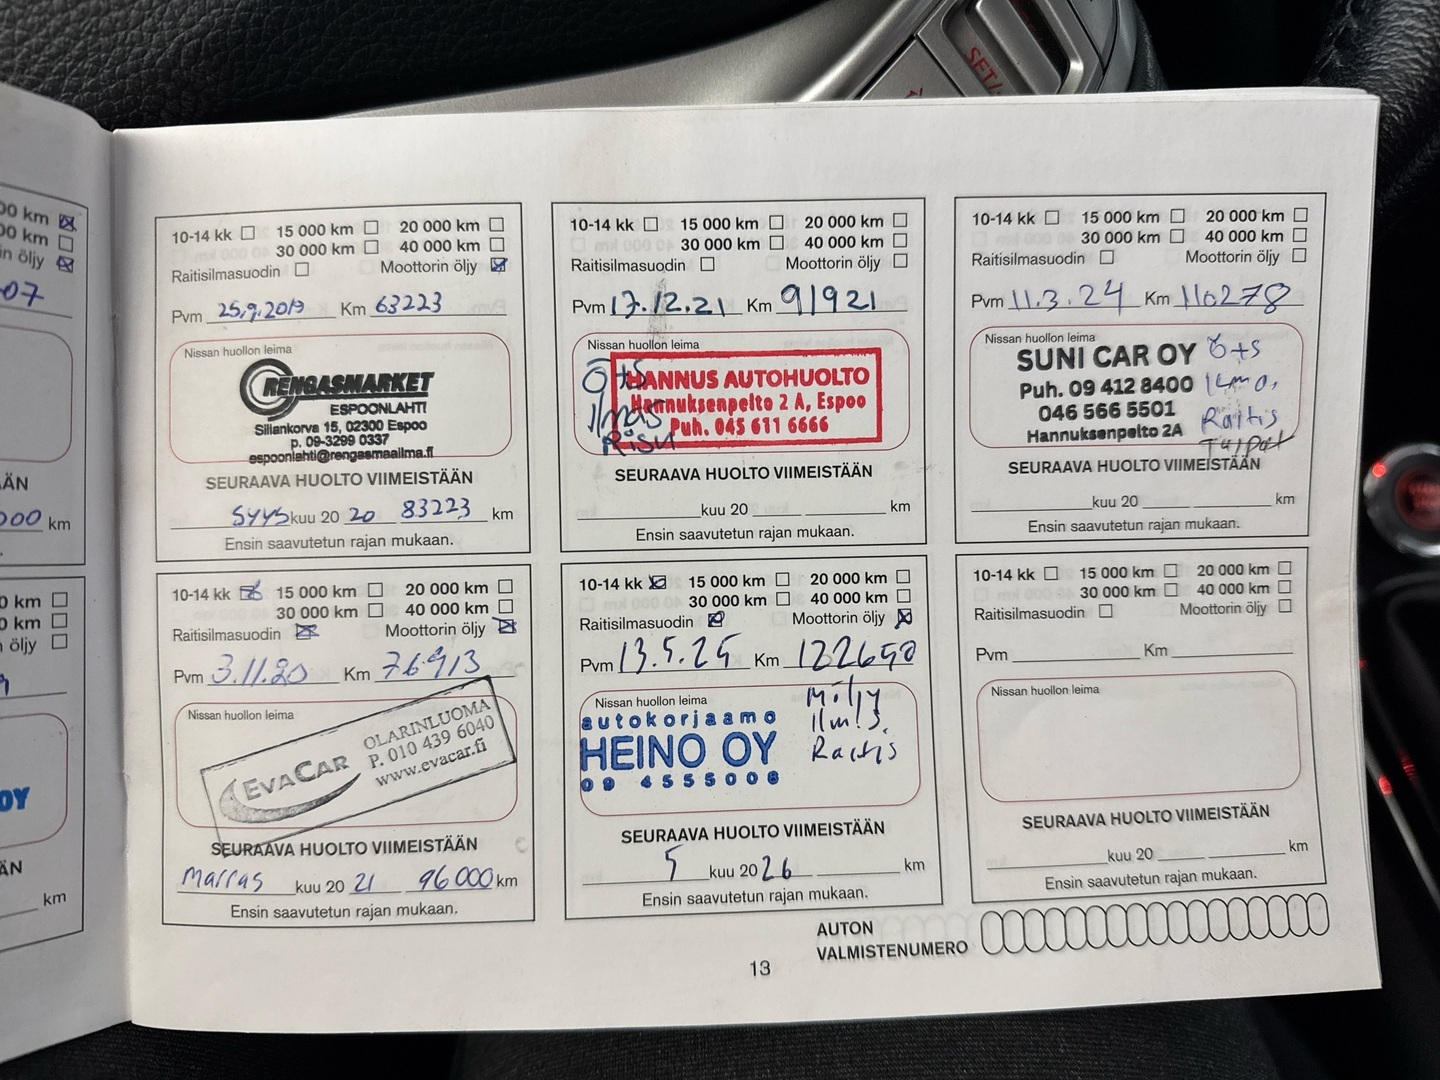 SET/
00 km
00 km
in öljy
07
ÄN
000 km
0 km
0 km
öljy
OY
ÄN
km
10-14 kk 15 000 km 20 000 km
30 000 km 40 000 km
Raitisilmasuodin Moottorin öljy
Pvm 25.9.2019 Km 63223
Nissan huollon leima
RENGASMARKET
ESPOONLAHTI
Siilankorva 15, 02300 Espoo
p. 09-3299 0337
espoonlahti@rengasmaailma.fi
SEURAAVA HUOLTO VIIMEISTÄÄN
Syys kuu 20 20 83223 km
Ensin saavutetun rajan mukaan.
10-14 kk 15 000 km 20 000 km
30 000 km 40 000 km
Raitisilmasuodin Moottorin öljy
Pvm 17.12.21 Km 91921
Nissan huollon leima
Ö+S
Ilmas
HANNUS AUTOHUOLTO
Hannuksenpelto 2 A, Espoo
Puh. 045 611 6666
SEURAAVA HUOLTO VIIMEISTÄÄN
kuu 20 km
Ensin saavutetun rajan mukaan.
10-14 kk 15 000 km 20 000 km
30 000 km 40 000 km
Raitisilmasuodin Moottorin öljy
Pvm 11.3.24 Km 110278
Nissan huollon leima
SUNI CAR OY
Puh. 09 412 8400
046 566 5501
Hannuksenpelto 2A
Ö+S
Ilma,
Raitis
Tulpat
SEURAAVA HUOLTO VIIMEISTÄÄN
kuu 20 km
Ensin saavutetun rajan mukaan.
10-14 kk 15 000 km 20 000 km
30 000 km 40 000 km
Raitisilmasuodin Moottorin öljy
Pvm 3.11.20 Km 76913
Nissan huollon leima
EVACAR
OLARINLUOMA
P. 010 439 6040
www.evacar.fi
SEURAAVA HUOLTO VIIMEISTÄÄN
Marras kuu 20 21 96000 km
Ensin saavutetun rajan mukaan.
10-14 kk 15 000 km 20 000 km
30 000 km 40 000 km
Raitisilmasuodin Moottorin öljy
Pvm 13.5.25 Km 122690
Nissan huollon leima
autokorjaamo
HEINO OY
09 4555008
M.öljy
Ilm.s.
Raitis
SEURAAVA HUOLTO VIIMEISTÄÄN
5 kuu 20 26 km
Ensin saavutetun rajan mukaan.
10-14 kk 15 000 km 20 000 km
30 000 km 40 000 km
Raitisilmasuodin Moottorin öljy
Pvm Km
Nissan huollon leima
SEURAAVA HUOLTO VIIMEISTÄÄN
kuu 20 km
Ensin saavutetun rajan mukaan.
AUTON
VALMISTENUMERO
13